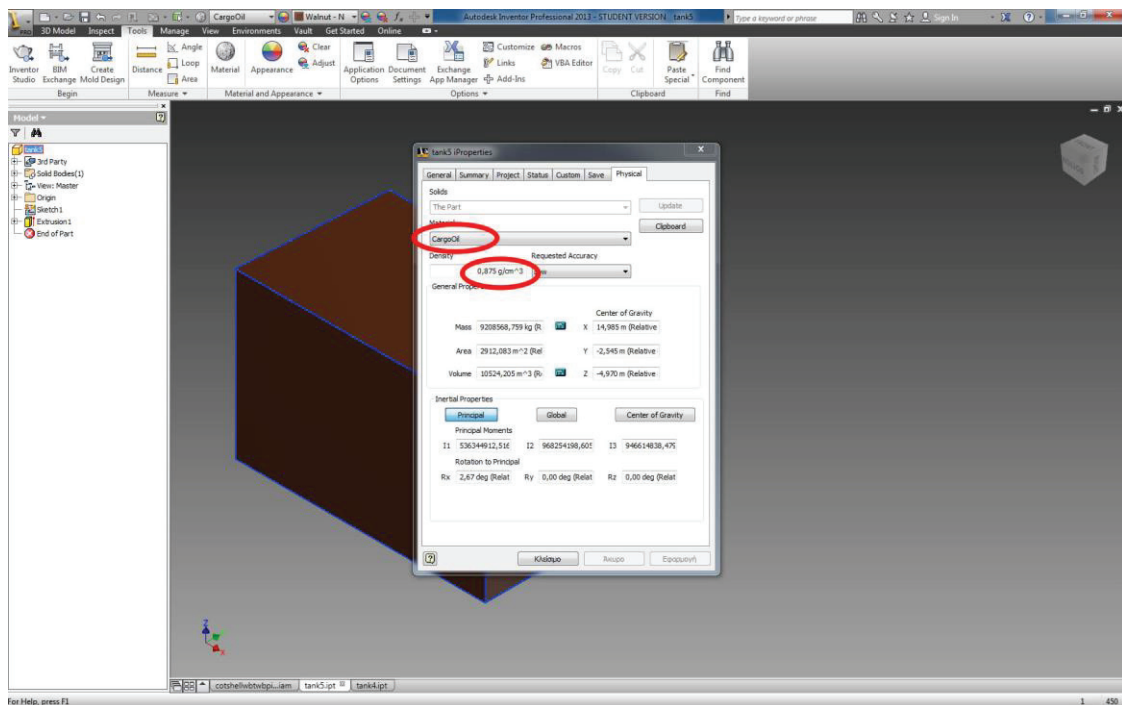 CargoOil Walnut - N Autodesk Inventor Professional 2013 - STUDENT VERSION tank5 Type a keyword or phrase Sign In
PRO 3D Model Inspect Tools Manage View Environments Vault Get Started Online
Angle Clear Customize Macros
Loop Adjust Links VBA Editor
Area Add-Ins
Inventor Studio BIM Exchange Create Mold Design Distance Material Appearance Application Options Document Settings Exchange App Manager Copy Cut Paste Special Find Component
Begin Measure Material and Appearance Options Clipboard Find
Model
tank5
3rd Party
Solid Bodies(1)
View: Master
Origin
Sketch1
Extrusion1
End of Part
tank5 iProperties
General Summary Project Status Custom Save Physical
Solids
The Part Update
Material Clipboard
CargoOil
Density Requested Accuracy
0,875 g/cm^3
General Prope
Center of Gravity
Mass 9208568,759 kg (R X 14,985 m (Relative
Area 2912,083 m^2 (Rel Y -2,545 m (Relative
Volume 10524,205 m^3 (R Z -4,970 m (Relative
Inertial Properties
Principal Global Center of Gravity
Principal Moments
I1 536344912,516 I2 968254198,605 I3 946614838,479
Rotation to Principal
Rx 2,67 deg (Relat Ry 0,00 deg (Relat Rz 0,00 deg (Relat
Κλείσιμο Άκυρο Εφαρμογή
Z
X
cotshellwbtwbpi...iam tank5.ipt tank4.ipt
For Help, press F1 1 450